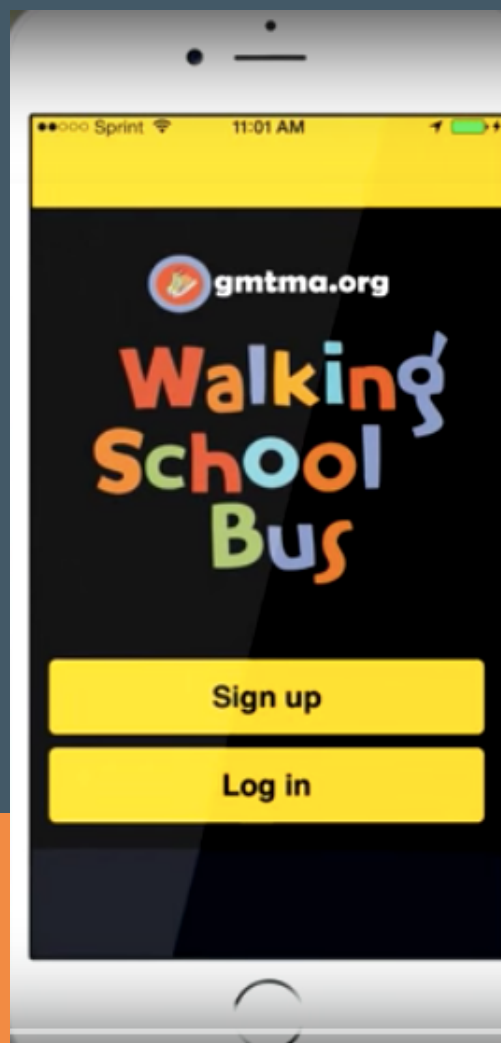 Sprint 11:01 AM
gmtma.org
Walking
School
Bus
Sign up
Log in